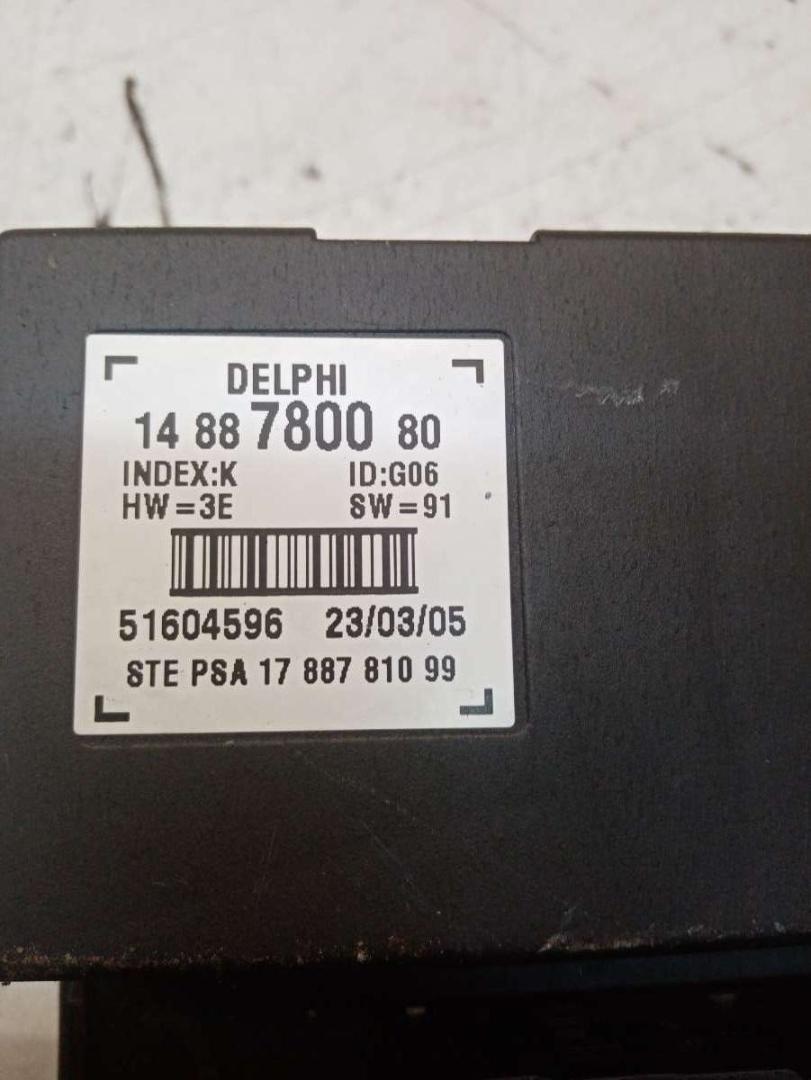 DELPHI
14 88 7800 80
INDEX:K ID:G06
HW=3E SW=91
51604596 23/03/05
STE PSA 17 887 810 99